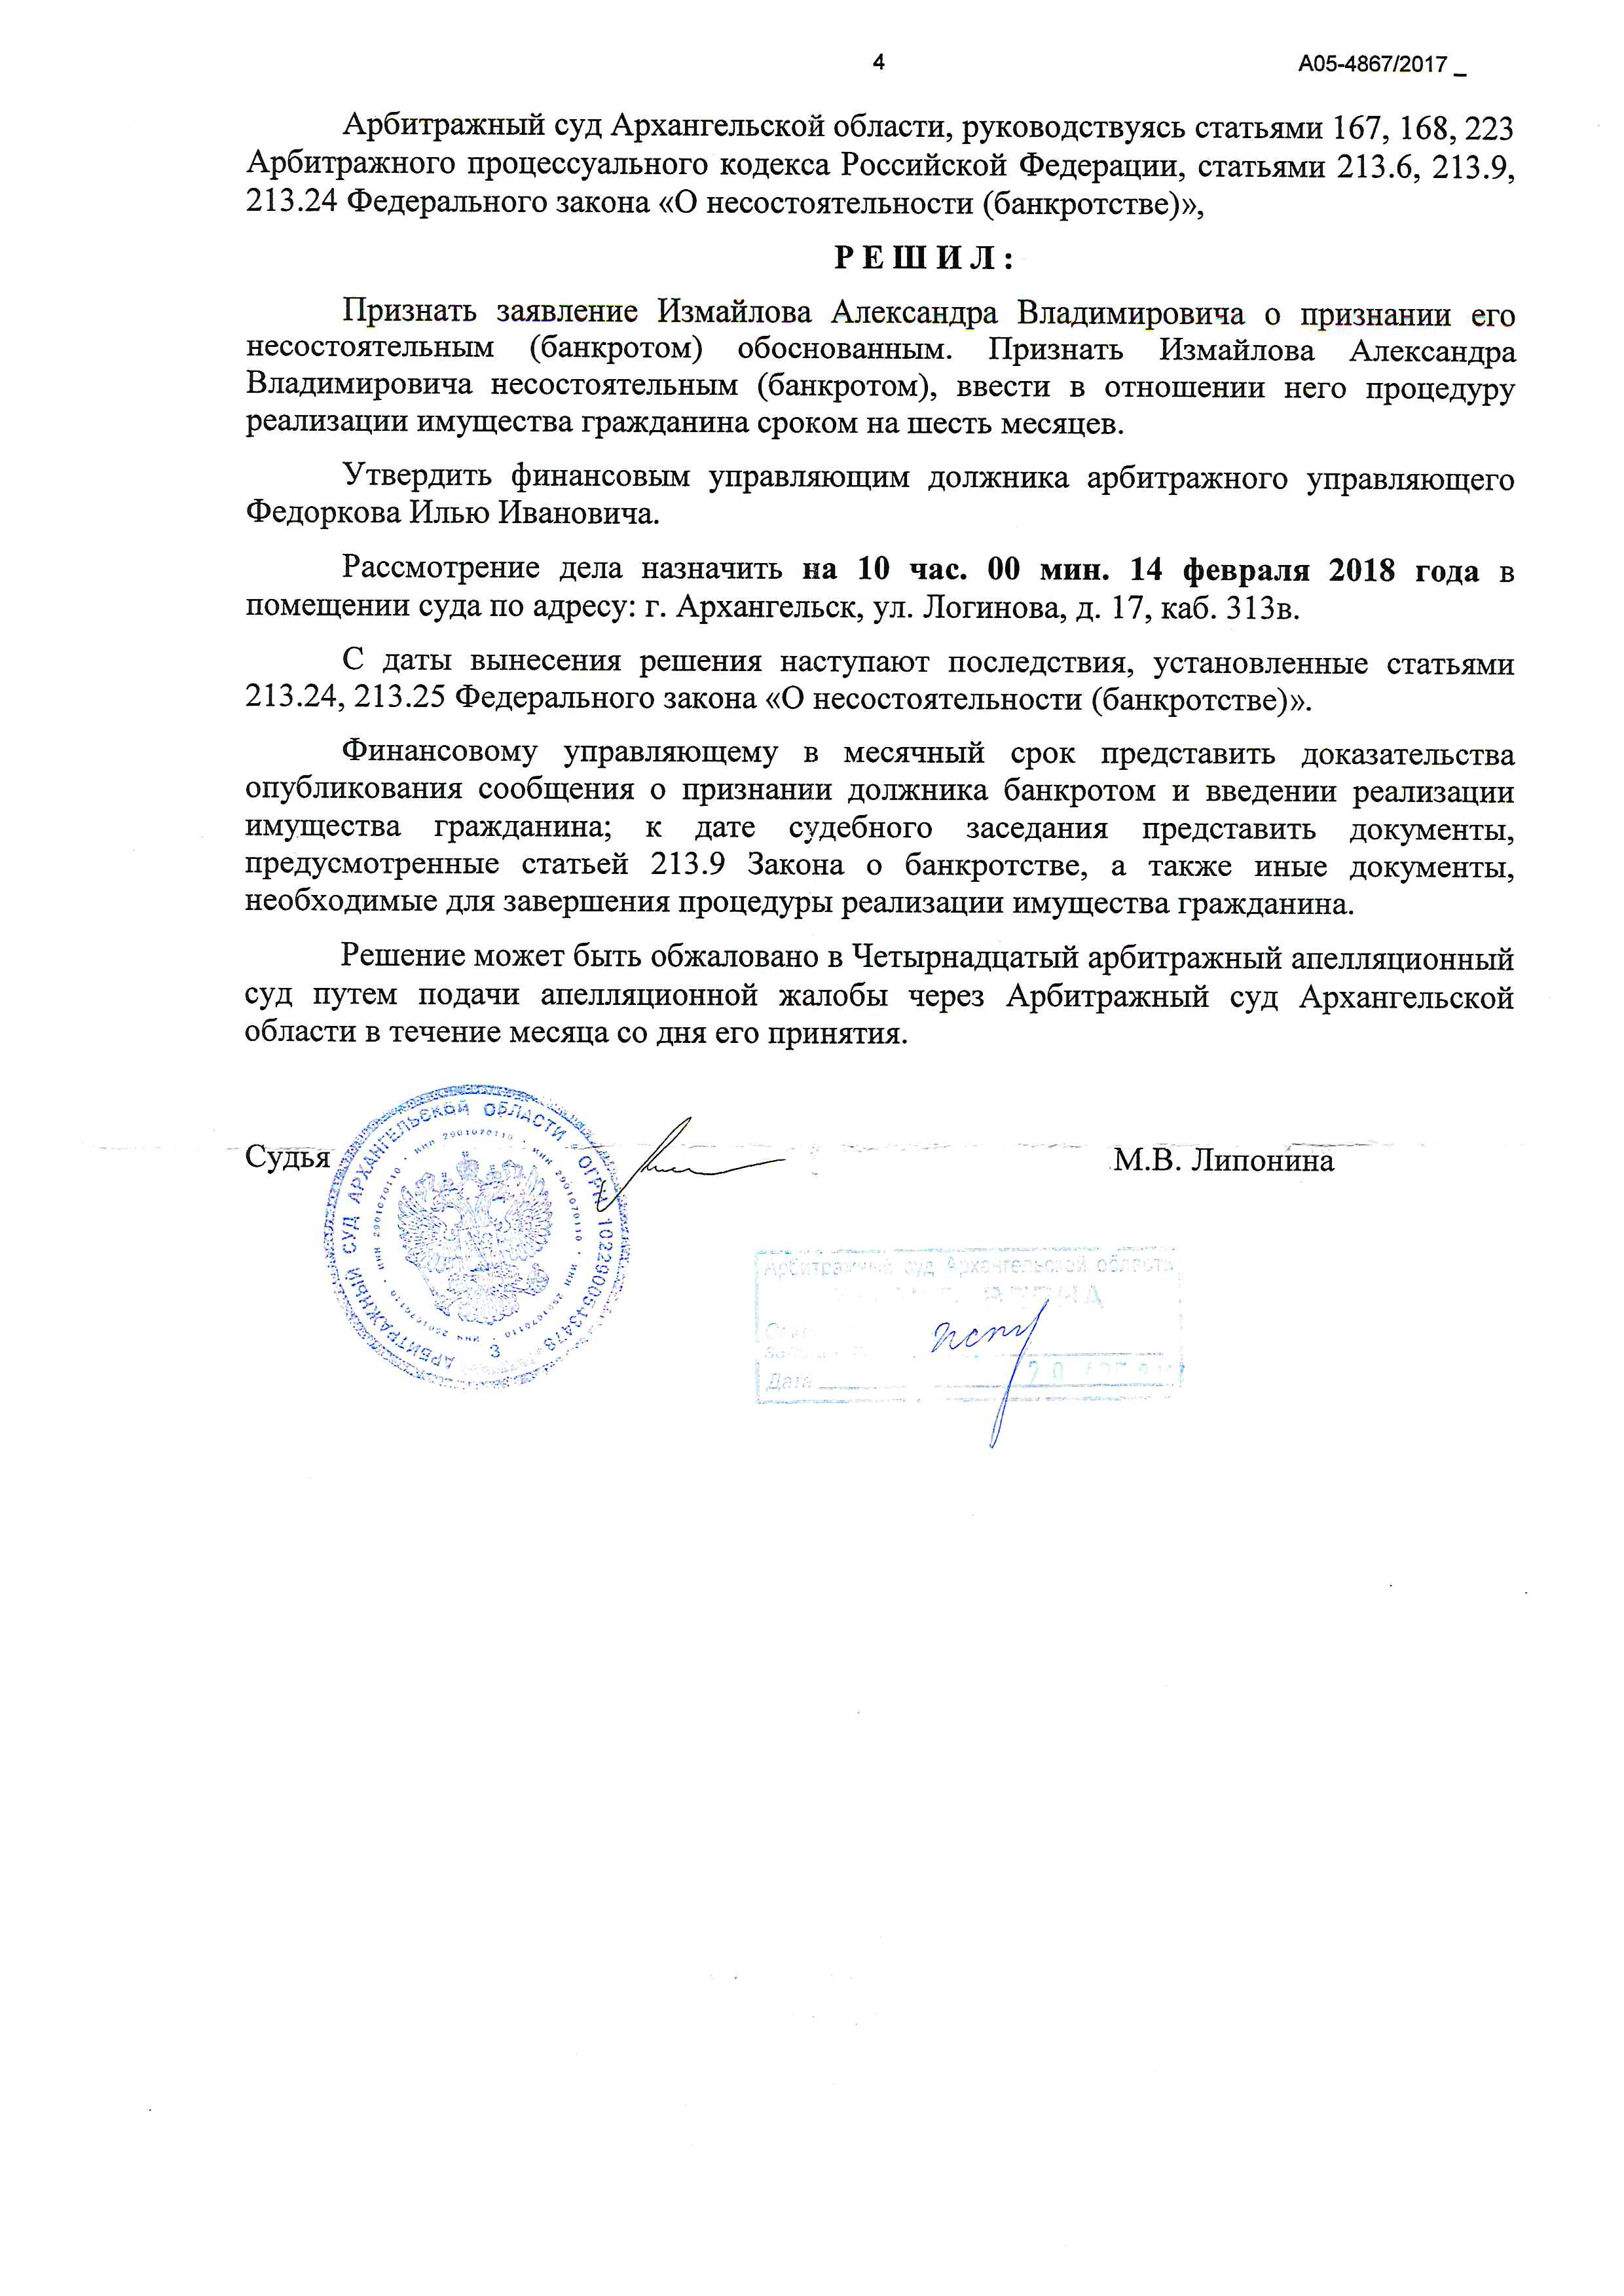 4
А05-4867/2017 _
Арбитражный суд Архангельской области, руководствуясь статьями 167, 168, 223
Арбитражного процессуального кодекса Российской Федерации, статьями 213.6, 213.9,
213.24 Федерального закона «О несостоятельности (банкротстве)»,
Р Е Ш И Л :
Признать заявление Измайлова Александра Владимировича о признании его
несостоятельным (банкротом) обоснованным. Признать Измайлова Александра
Владимировича несостоятельным (банкротом), ввести в отношении него процедуру
реализации имущества гражданина сроком на шесть месяцев.
Утвердить финансовым управляющим должника арбитражного управляющего
Федоркова Илью Ивановича.
Рассмотрение дела назначить на 10 час. 00 мин. 14 февраля 2018 года в
помещении суда по адресу: г. Архангельск, ул. Логинова, д. 17, каб. 313в.
С даты вынесения решения наступают последствия, установленные статьями
213.24, 213.25 Федерального закона «О несостоятельности (банкротстве)».
Финансовому управляющему в месячный срок представить доказательства
опубликования сообщения о признании должника банкротом и введении реализации
имущества гражданина; к дате судебного заседания представить документы,
предусмотренные статьей 213.9 Закона о банкротстве, а также иные документы,
необходимые для завершения процедуры реализации имущества гражданина.
Решение может быть обжаловано в Четырнадцатый арбитражный апелляционный
суд путем подачи апелляционной жалобы через Арбитражный суд Архангельской
области в течение месяца со дня его принятия.
Судья
М.В. Липонина
АРБИТРАЖНЫЙ СУД АРХАНГЕЛЬСКОЙ ОБЛАСТИ * ОГРН 1022900543473
ИНН 2901070110 • ИНН 2901070110 • ИНН 2901070110 • ИНН 2901070110 • ИНН 2901070110
3
Арбитражный суд Архангельской области
Дата